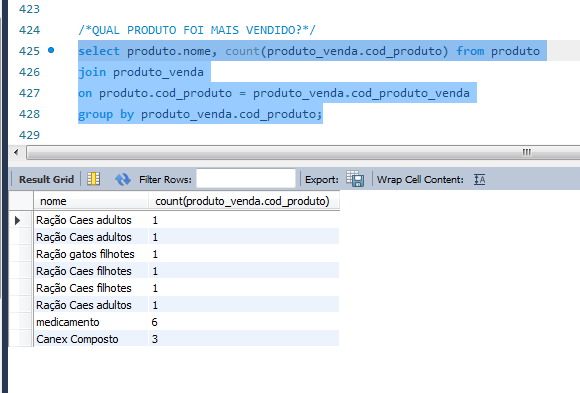 423
424 /*QUAL PRODUTO FOI MAIS VENDIDO?*/
425 select produto.nome, count(produto_venda.cod_produto) from produto
426 join produto_venda
427 on produto.cod_produto = produto_venda.cod_produto_venda
428 group by produto_venda.cod_produto;
429
Result Grid Filter Rows: Export: Wrap Cell Content:
nome count(produto_venda.cod_produto)
Ração Caes adultos 1
Ração Caes adultos 1
Ração gatos filhotes 1
Ração Caes filhotes 1
Ração Caes filhotes 1
Ração Caes adultos 1
medicamento 6
Canex Composto 3